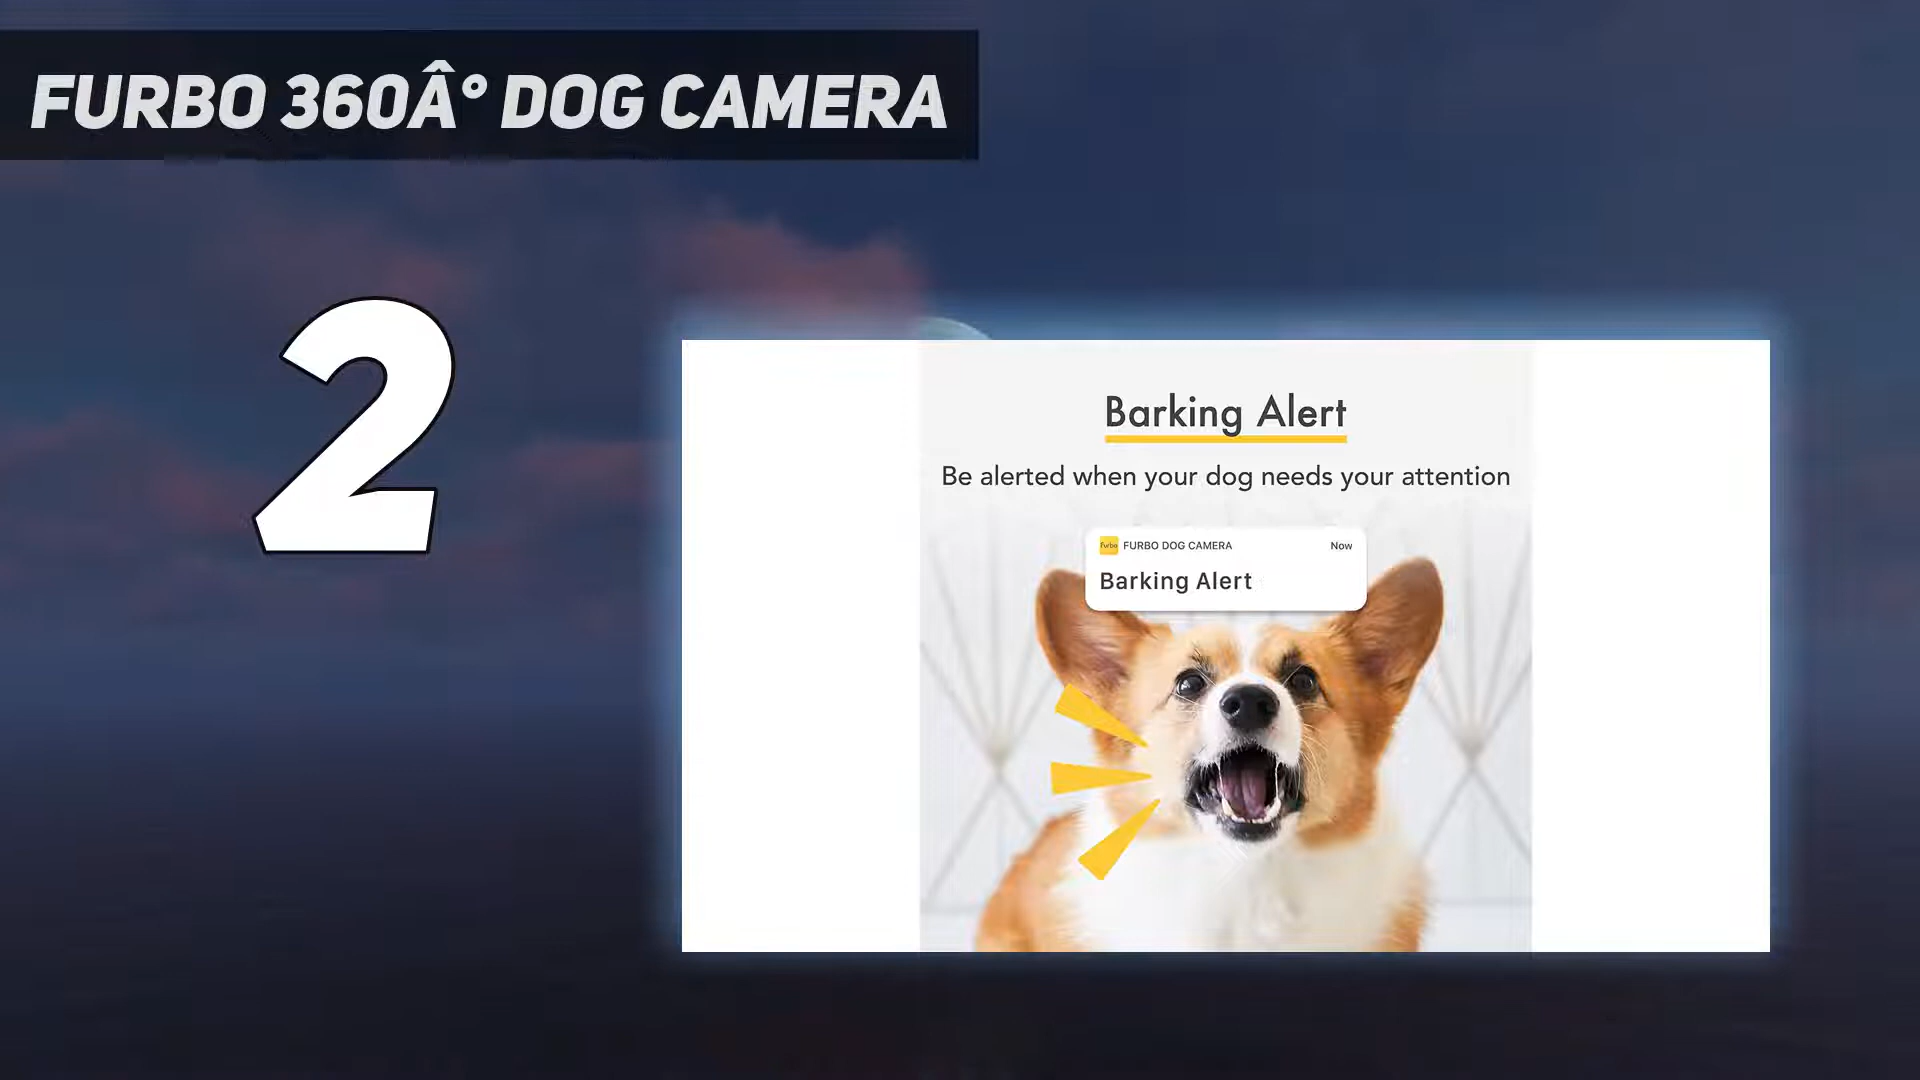 FURBO 360Â° DOG CAMERA
2
Barking Alert
Be alerted when your dog needs your attention
Furbo FURBO DOG CAMERA Now
Barking Alert